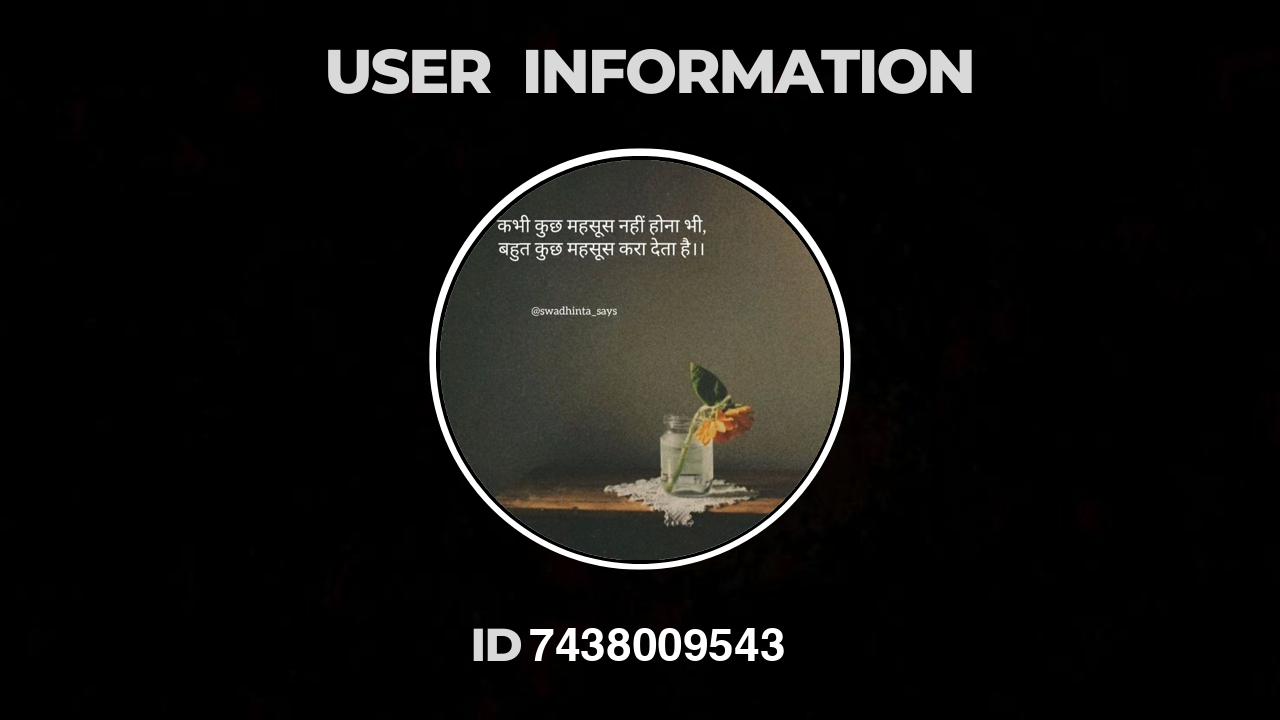 USER INFORMATION
कभी कुछ महसूस नहीं होना भी,
बहुत कुछ महसूस करा देता है।।
@swadhinta_says
ID 7438009543